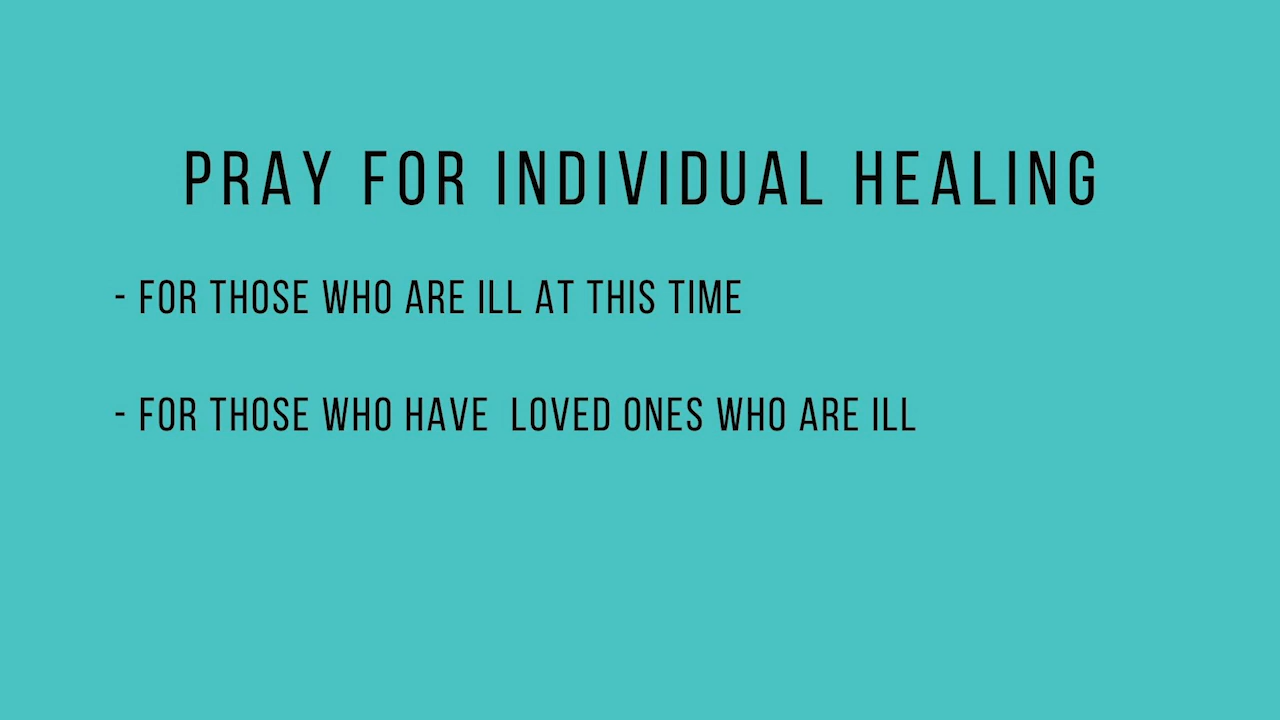 PRAY FOR INDIVIDUAL HEALING
- FOR THOSE WHO ARE ILL AT THIS TIME
- FOR THOSE WHO HAVE  LOVED ONES WHO ARE ILL